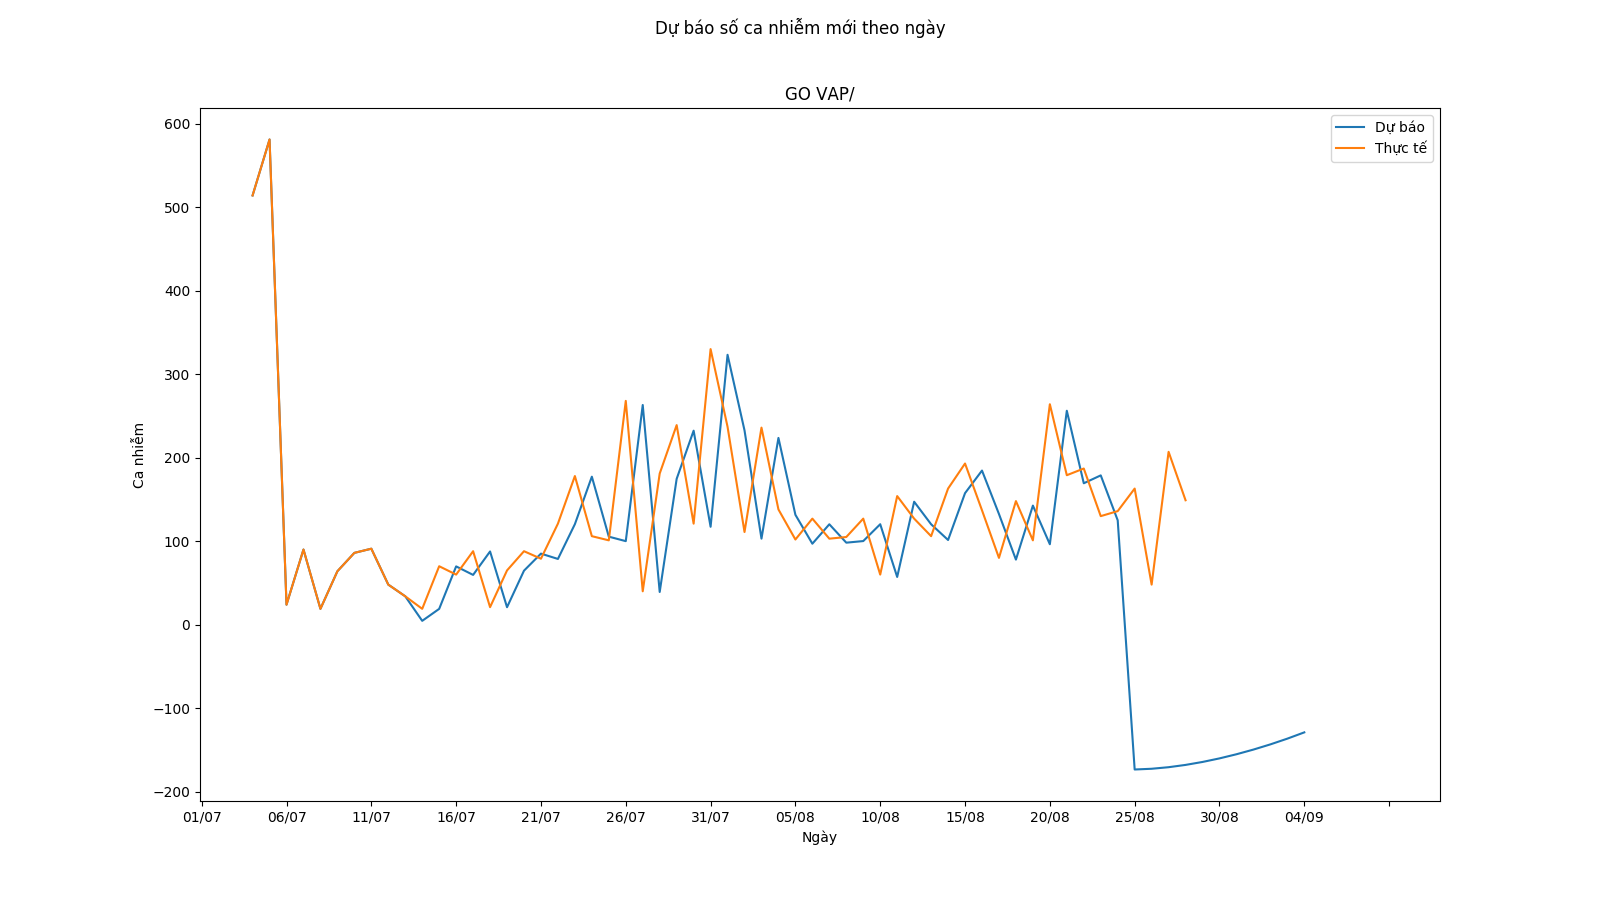 Dự báo số ca nhiễm mới theo ngày
GO VAP/
Dự báo
Thực tế
Ca nhiễm
600
500
400
300
200
100
0
−100
−200
01/07 06/07 11/07 16/07 21/07 26/07 31/07 05/08 10/08 15/08 20/08 25/08 30/08 04/09
Ngày